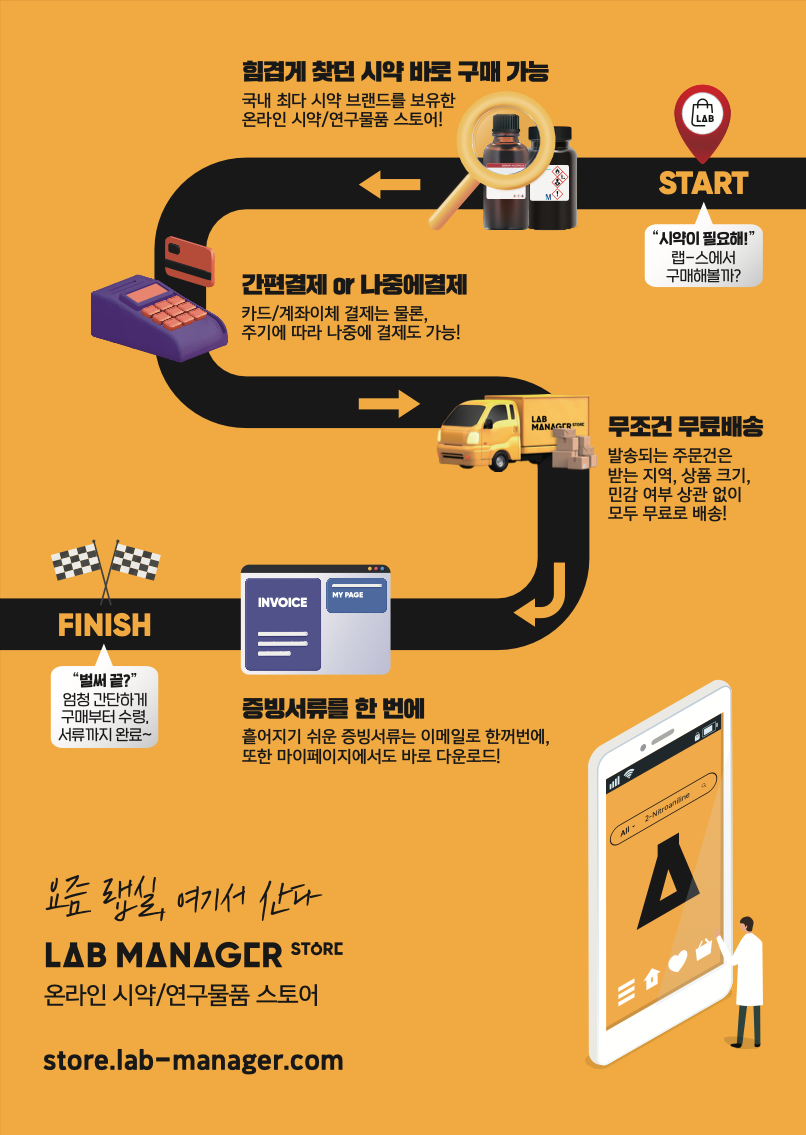 힘겹게 찾던 시약 바로 구매 가능
국내 최다 시약 브랜드를 보유한
온라인 시약/연구물품 스토어!
LAB
START
“시약이 필요해!”
랩-스에서
구매해볼까?
M
간편결제 or 나중에결제
카드/계좌이체 결제는 물론,
주기에 따라 나중에 결제도 가능!
LAB
MANAGER STORE
무조건 무료배송
발송되는 주문건은
받는 지역, 상품 크기,
민감 여부 상관 없이
모두 무료로 배송!
FINISH
“벌써 끝?”
엄청 간단하게
구매부터 수령,
서류까지 완료~
INVOICE
MY PAGE
증빙서류를 한 번에
흩어지기 쉬운 증빙서류는 이메일로 한꺼번에,
또한 마이페이지에서도 바로 다운로드!
All
2-Nitroaniline
요즘 랩실, 여기서 산다
LAB MANAGER STORE
온라인 시약/연구물품 스토어
store.lab-manager.com